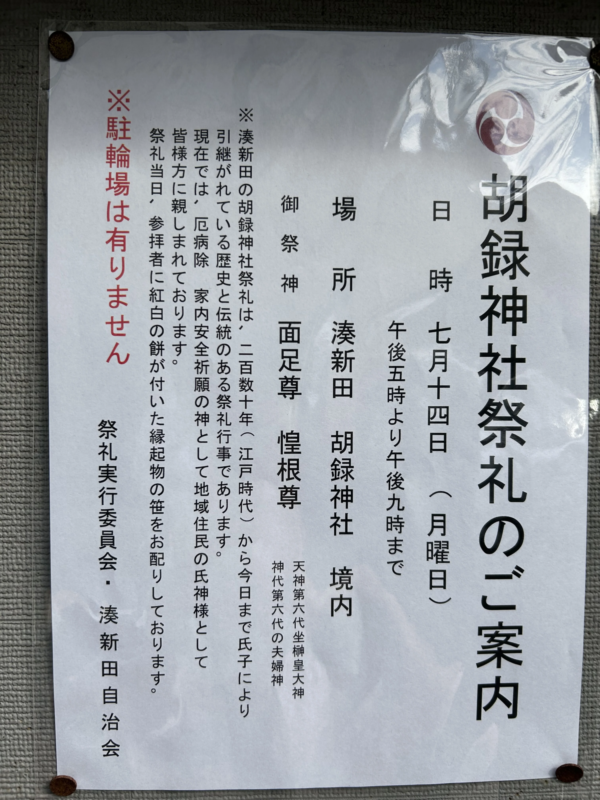 胡録神社祭礼のご案内
日時 七月十四日（月曜日）
午後五時より午後九時まで
場所 湊新田 胡録神社 境内
御祭神 面足尊 惶根尊
天神第六代坐榊皇大神
神代第六代の夫婦神
※湊新田の胡録神社祭礼は、二百数十年（江戸時代）から今日まで氏子により
引継がれている歴史と伝統のある祭礼行事であります。
現在では、厄病除 家内安全祈願の神として地域住民の氏神様として
皆様方に親しまれております。
祭礼当日、参拝者に紅白の餅が付いた縁起物の笹をお配りしております。
※駐輪場は有りません
祭礼実行委員会・湊新田自治会